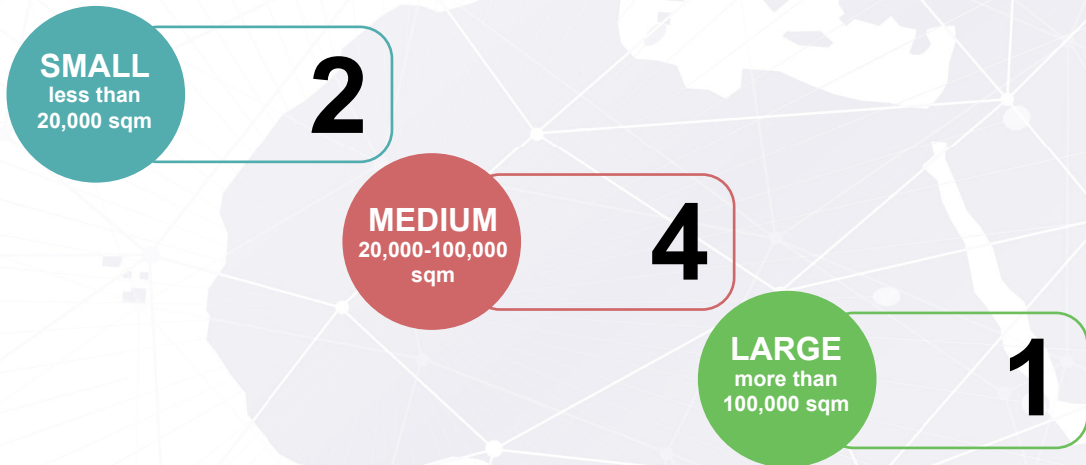 SMALL
less than
20,000 sqm
2
MEDIUM
20,000-100,000
sqm
4
LARGE
more than
100,000 sqm
1